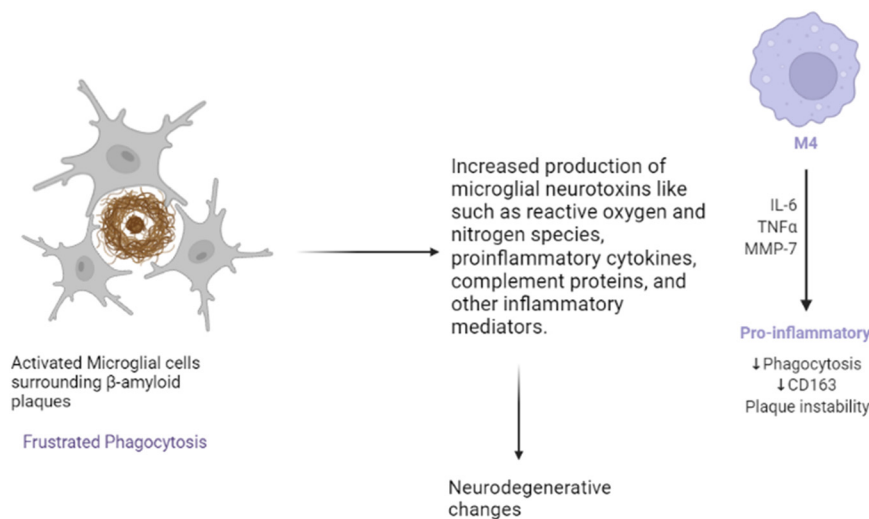 Activated Microglial cells
surrounding β-amyloid
plaques
Frustrated Phagocytosis
Increased production of
microglial neurotoxins like
such as reactive oxygen and
nitrogen species,
proinflammatory cytokines,
complement proteins, and
other inflammatory
mediators.
Neurodegenerative
changes
M4
IL-6
TNFα
MMP-7
Pro-inflammatory
↓Phagocytosis
↓CD163
Plaque instability